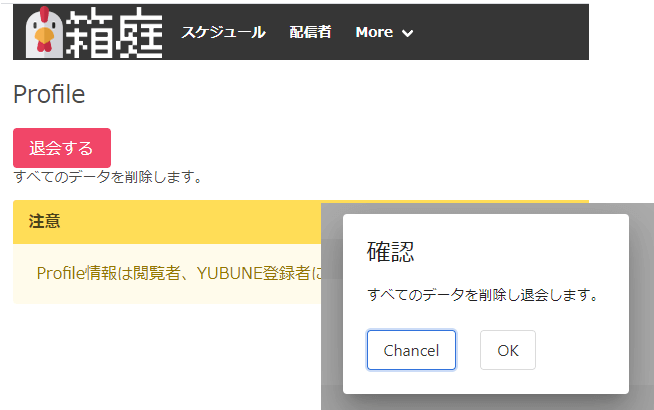 箱庭 スケジュール 配信者 More
Profile
退会する
すべてのデータを削除します。
注意
Profile情報は閲覧者、YUBUNE登録者に
確認
すべてのデータを削除し退会します。
Chancel OK